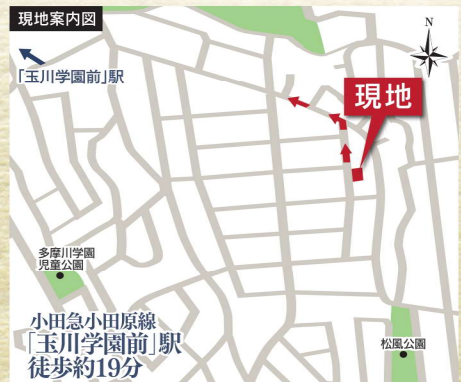 現地案内図
N
「玉川学園前」駅
現地
多摩川学園
児童公園
小田急小田原線
「玉川学園前」駅
徒歩約19分
松風公園